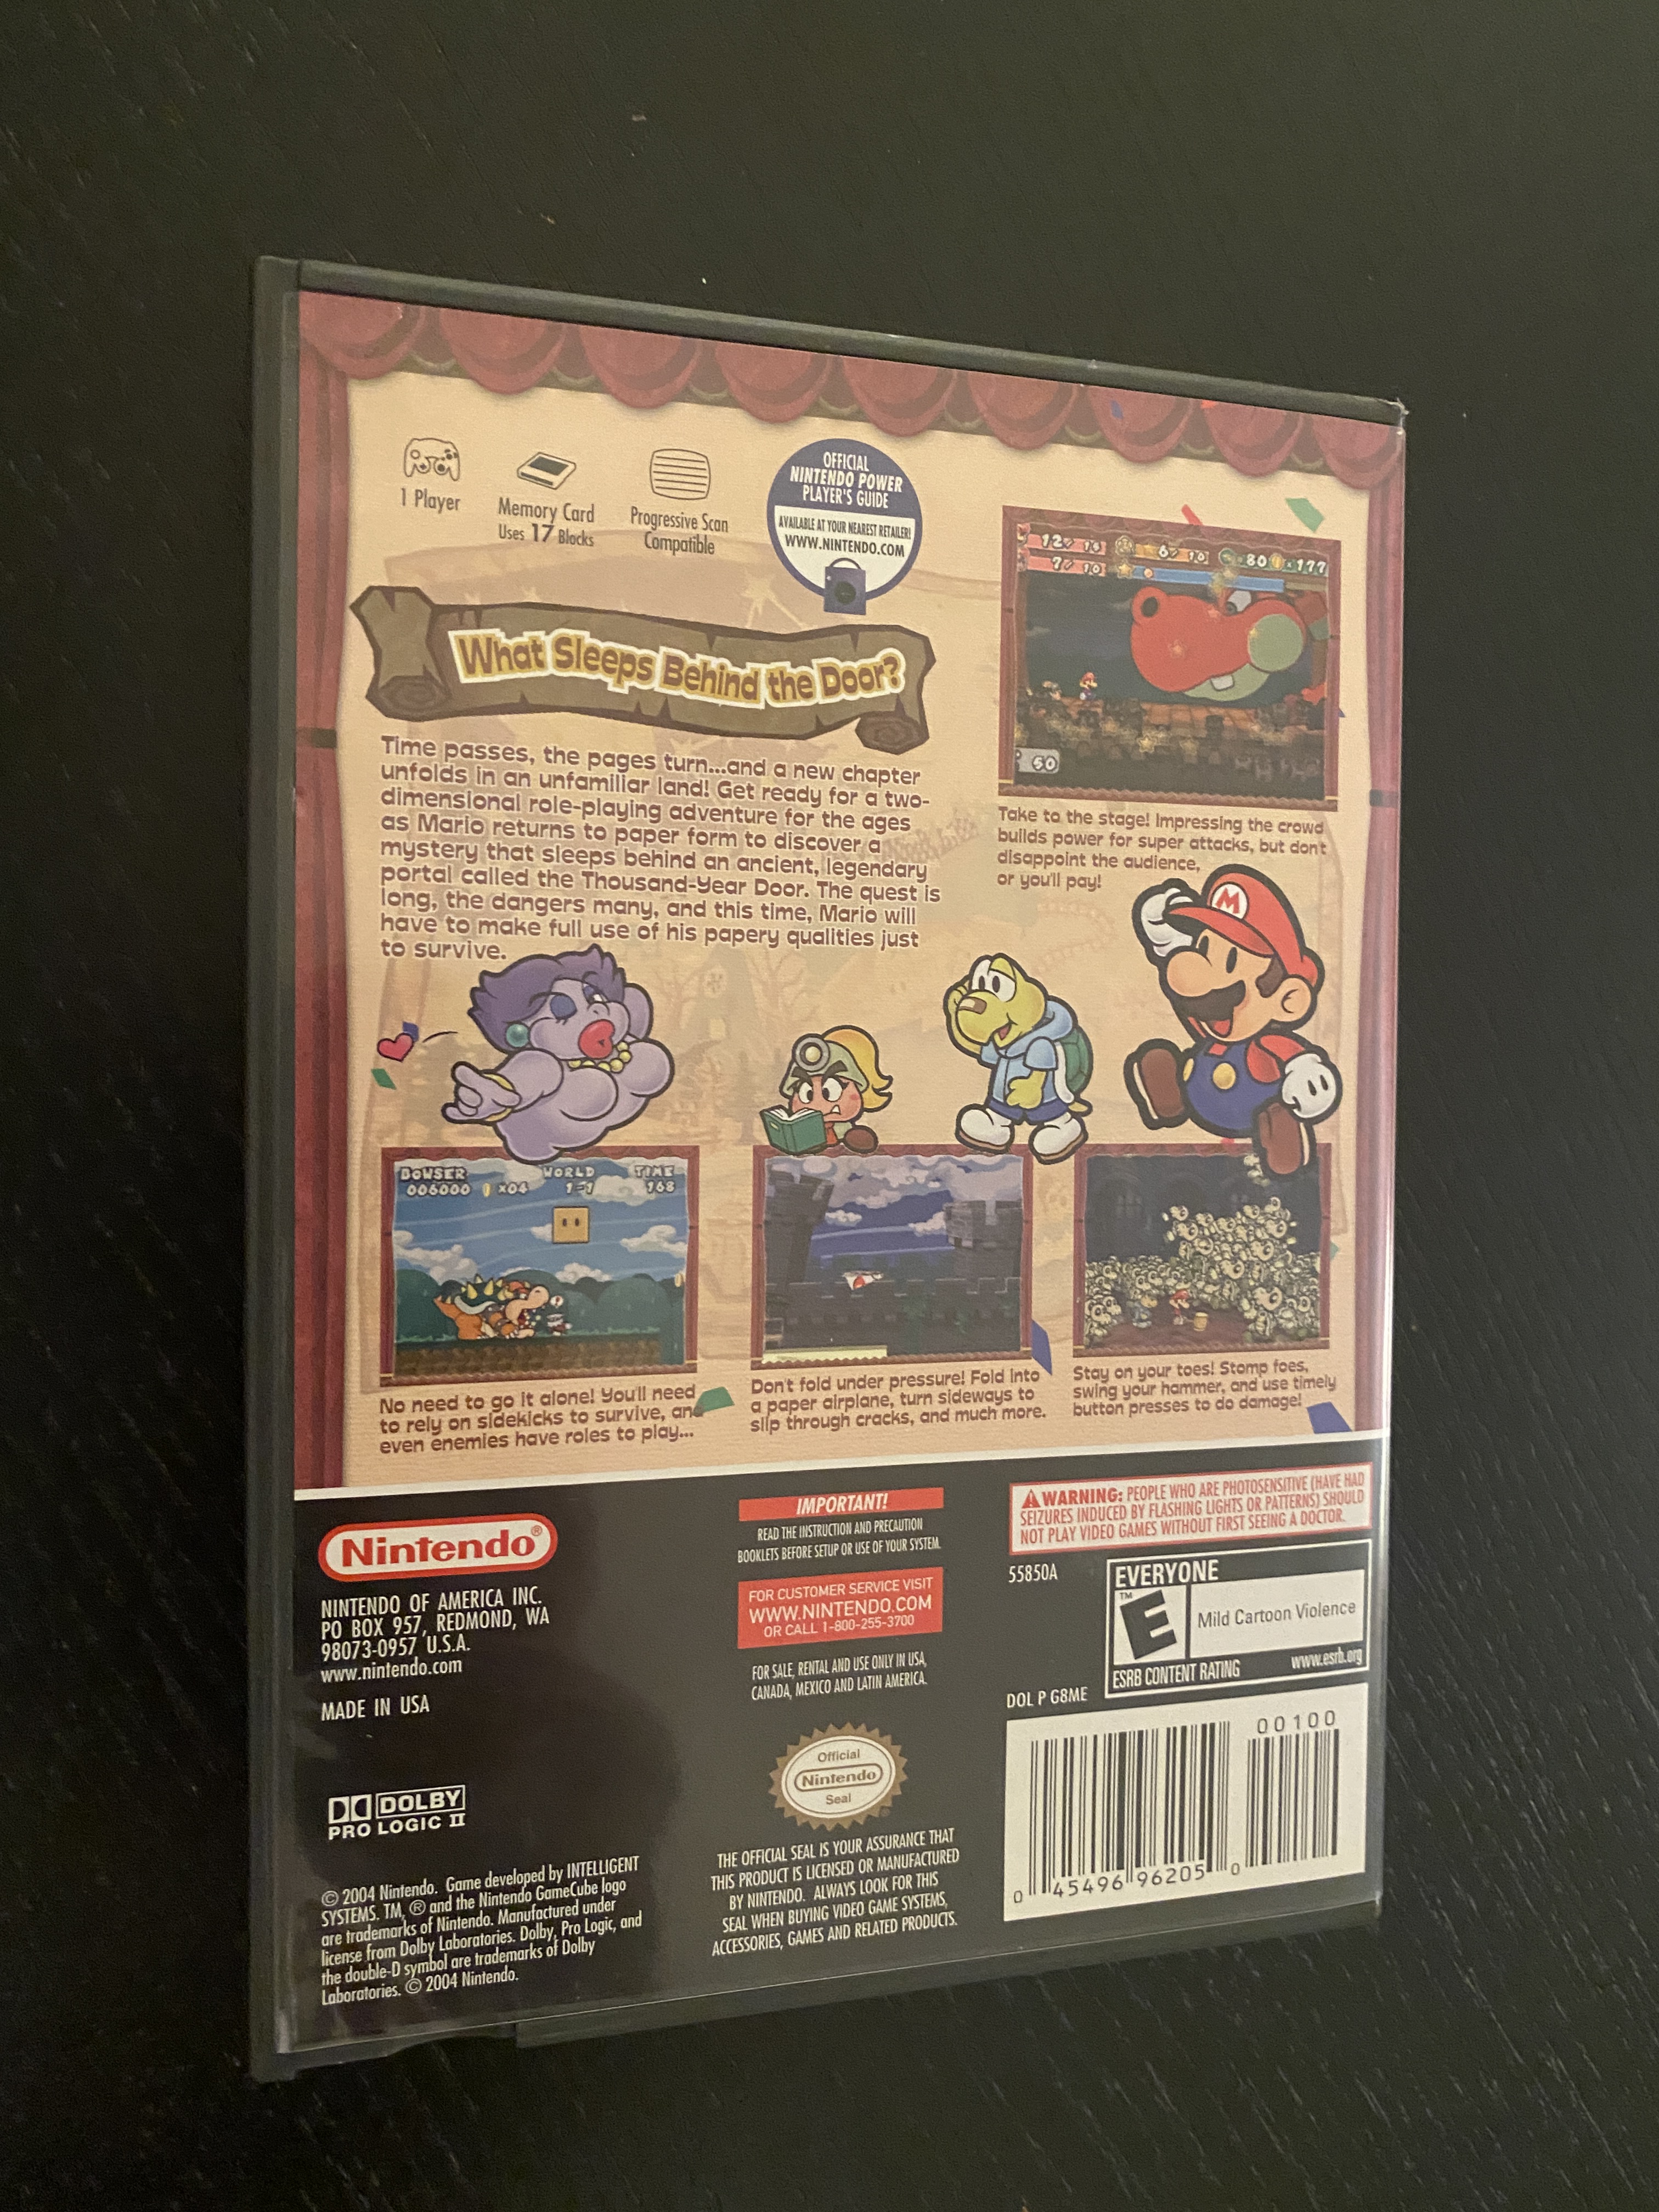 1 Player
Memory Card
Uses 17 Blocks
Progressive Scan
Compatible
OFFICIAL
NINTENDO POWER
PLAYER'S GUIDE
AVAILABLE AT YOUR NEAREST RETAILER!
WWW.NINTENDO.COM
What Sleeps Behind the Door?
Time passes, the pages turn...and a new chapter
unfolds in an unfamiliar land! Get ready for a two-
dimensional role-playing adventure for the ages
as Mario returns to paper form to discover a
mystery that sleeps behind an ancient, legendary
portal called the Thousand-Year Door. The quest is
long, the dangers many, and this time, Mario will
have to make full use of his papery qualities just
to survive.
12/ 15
6/ 10
80
177
7/ 10
50
Take to the stage! Impressing the crowd
builds power for super attacks, but don't
disappoint the audience,
or you'll pay!
M
BOWSER
WORLD
TIME
006000
x04
1-1
168
No need to go it alone! You'll need
to rely on sidekicks to survive, and
even enemies have roles to play...
Don't fold under pressure! Fold into
a paper airplane, turn sideways to
slip through cracks, and much more.
Stay on your toes! Stomp foes,
swing your hammer, and use timely
button presses to do damage!
Nintendo®
NINTENDO OF AMERICA INC.
PO BOX 957, REDMOND, WA
98073-0957 U.S.A.
www.nintendo.com
MADE IN USA
DOLBY
PRO LOGIC II
© 2004 Nintendo. Game developed by INTELLIGENT
SYSTEMS. TM, ® and the Nintendo GameCube logo
are trademarks of Nintendo. Manufactured under
license from Dolby Laboratories. Dolby, Pro Logic, and
the double-D symbol are trademarks of Dolby
Laboratories. © 2004 Nintendo.
IMPORTANT!
READ THE INSTRUCTION AND PRECAUTION
BOOKLETS BEFORE SETUP OR USE OF YOUR SYSTEM.
FOR CUSTOMER SERVICE VISIT
WWW.NINTENDO.COM
OR CALL 1-800-255-3700
FOR SALE, RENTAL AND USE ONLY IN USA,
CANADA, MEXICO AND LATIN AMERICA.
Official
Nintendo
Seal
THE OFFICIAL SEAL IS YOUR ASSURANCE THAT
THIS PRODUCT IS LICENSED OR MANUFACTURED
BY NINTENDO. ALWAYS LOOK FOR THIS
SEAL WHEN BUYING VIDEO GAME SYSTEMS,
ACCESSORIES, GAMES AND RELATED PRODUCTS.
WARNING: PEOPLE WHO ARE PHOTOSENSITIVE (HAVE HAD
SEIZURES INDUCED BY FLASHING LIGHTS OR PATTERNS) SHOULD
NOT PLAY VIDEO GAMES WITHOUT FIRST SEEING A DOCTOR.
55850A
EVERYONE
E™
Mild Cartoon Violence
ESRB CONTENT RATING
www.esrb.org
DOL P G8ME
00100
0 45496 96205 0